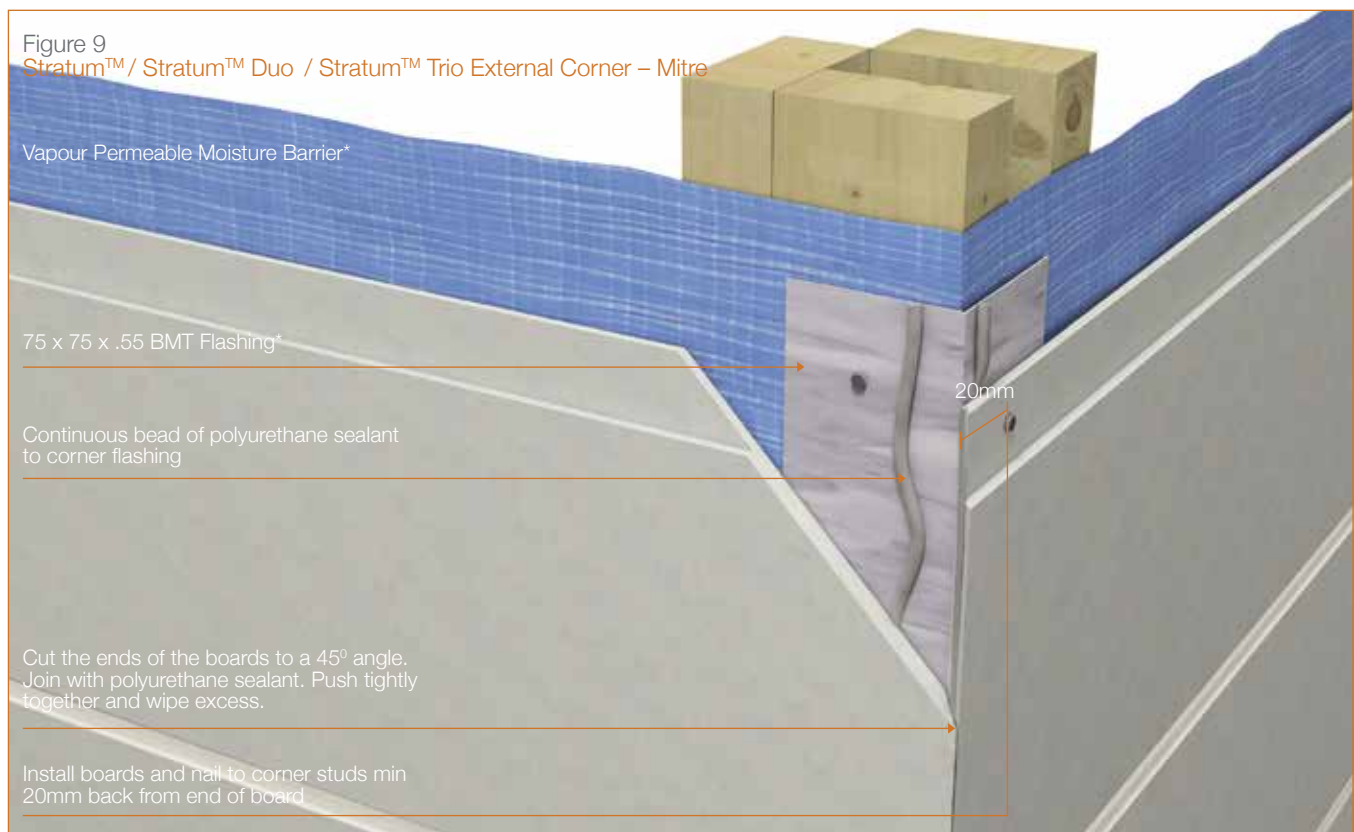 Figure 9
Stratum™ / Stratum™ Duo / Stratum™ Trio External Corner – Mitre
Vapour Permeable Moisture Barrier*
75 x 75 x .55 BMT Flashing*
20mm
Continuous bead of polyurethane sealant
to corner flashing
Cut the ends of the boards to a 45⁰ angle.
Join with polyurethane sealant. Push tightly
together and wipe excess.
Install boards and nail to corner studs min
20mm back from end of board